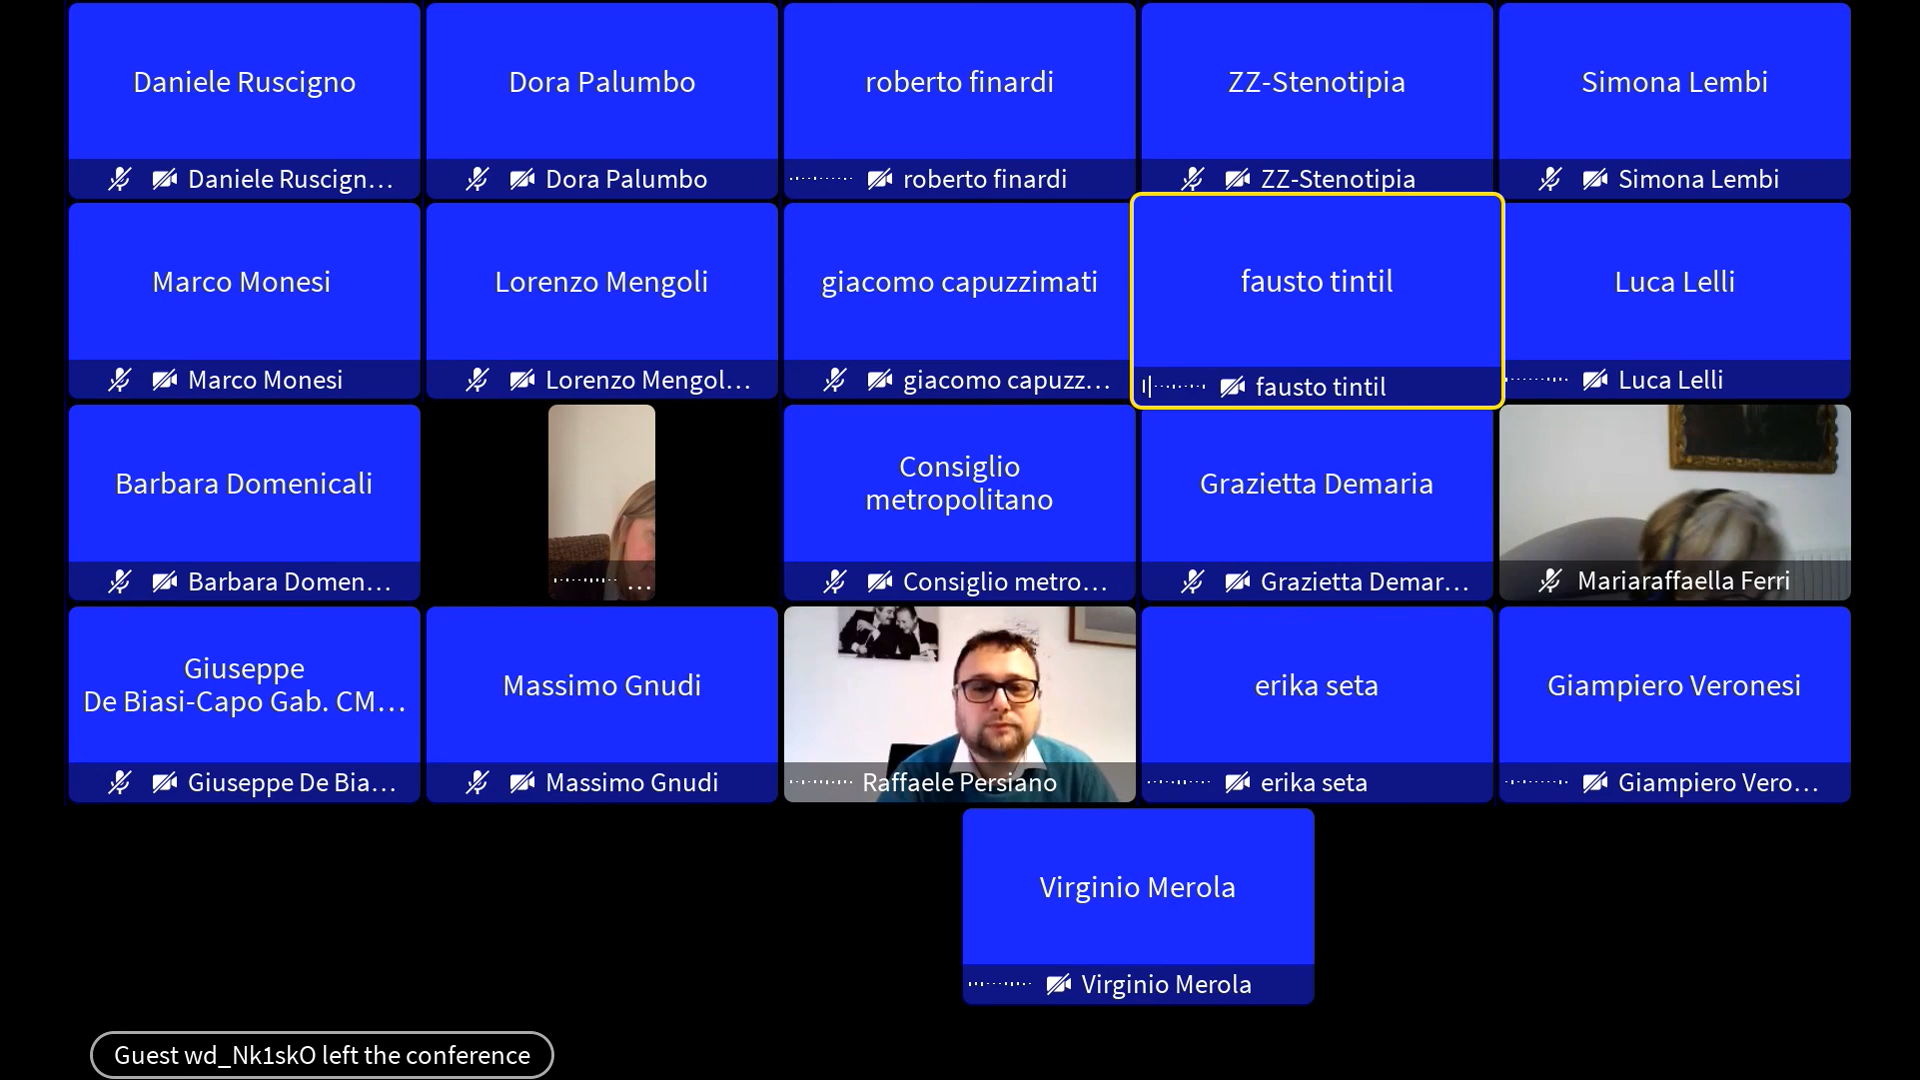 Daniele Ruscigno
Daniele Ruscign...
Dora Palumbo
Dora Palumbo
roberto finardi
roberto finardi
ZZ-Stenotipia
ZZ-Stenotipia
Simona Lembi
Simona Lembi
Marco Monesi
Marco Monesi
Lorenzo Mengoli
Lorenzo Mengol...
giacomo capuzzimati
giacomo capuzz...
fausto tintil
fausto tintil
Luca Lelli
Luca Lelli
Barbara Domenicali
Barbara Domen...
...
Consiglio
metropolitano
Consiglio metro...
Grazietta Demaria
Grazietta Demar...
Mariaraffaella Ferri
Giuseppe
De Biasi-Capo Gab. CM...
Giuseppe De Bia...
Massimo Gnudi
Massimo Gnudi
Raffaele Persiano
erika seta
erika seta
Giampiero Veronesi
Giampiero Vero...
Virginio Merola
Virginio Merola
Guest wd_Nk1skO left the conference